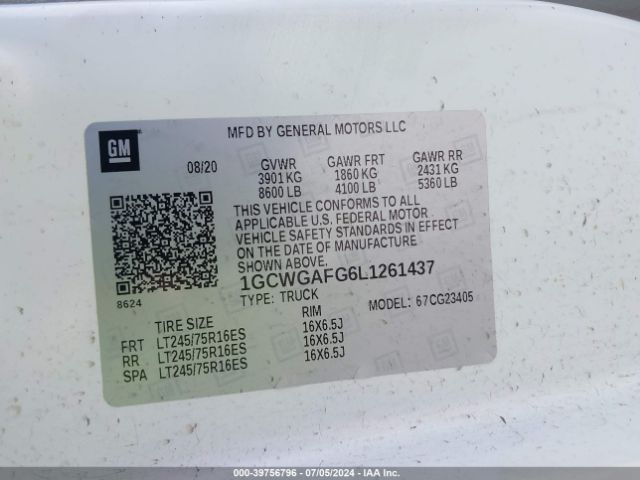 GM
MFD BY GENERAL MOTORS LLC
08/20
GVWR GAWR FRT GAWR RR
3901 KG 1860 KG 2431 KG
8600 LB 4100 LB 5360 LB
THIS VEHICLE CONFORMS TO ALL
APPLICABLE U.S. FEDERAL MOTOR
VEHICLE SAFETY STANDARDS IN EFFECT
ON THE DATE OF MANUFACTURE
SHOWN ABOVE.
8624
1GCWGAFG6L1261437
TYPE: TRUCK MODEL: 67CG23405
TIRE SIZE RIM
FRT LT245/75R16ES 16X6.5J
RR LT245/75R16ES 16X6.5J
SPA LT245/75R16ES 16X6.5J
000-39756796 - 07/05/2024 - IAA Inc.